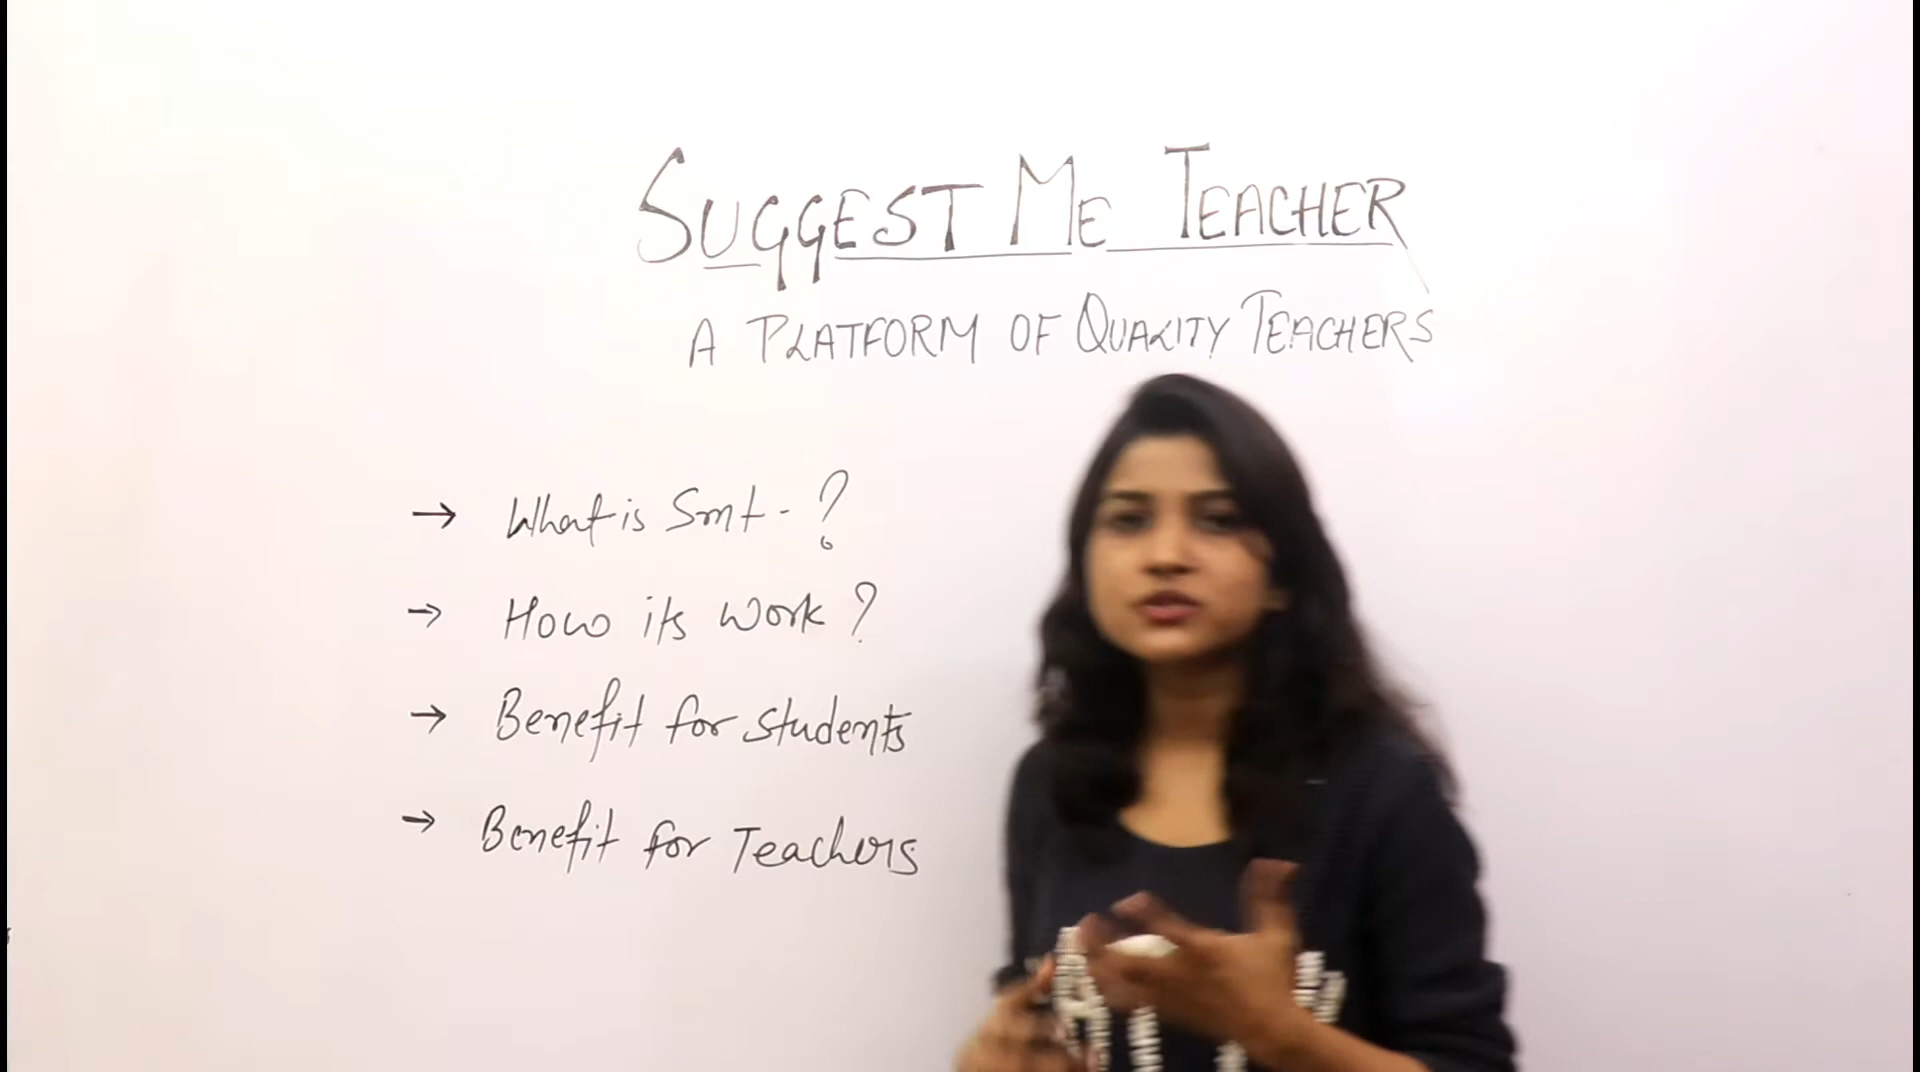 SUGGEST ME TEACHER
A PLATFORM OF QUALITY TEACHERS
→ What is Smt - ?
→ How its work ?
→ Benefit for students
→ Benefit for Teachers